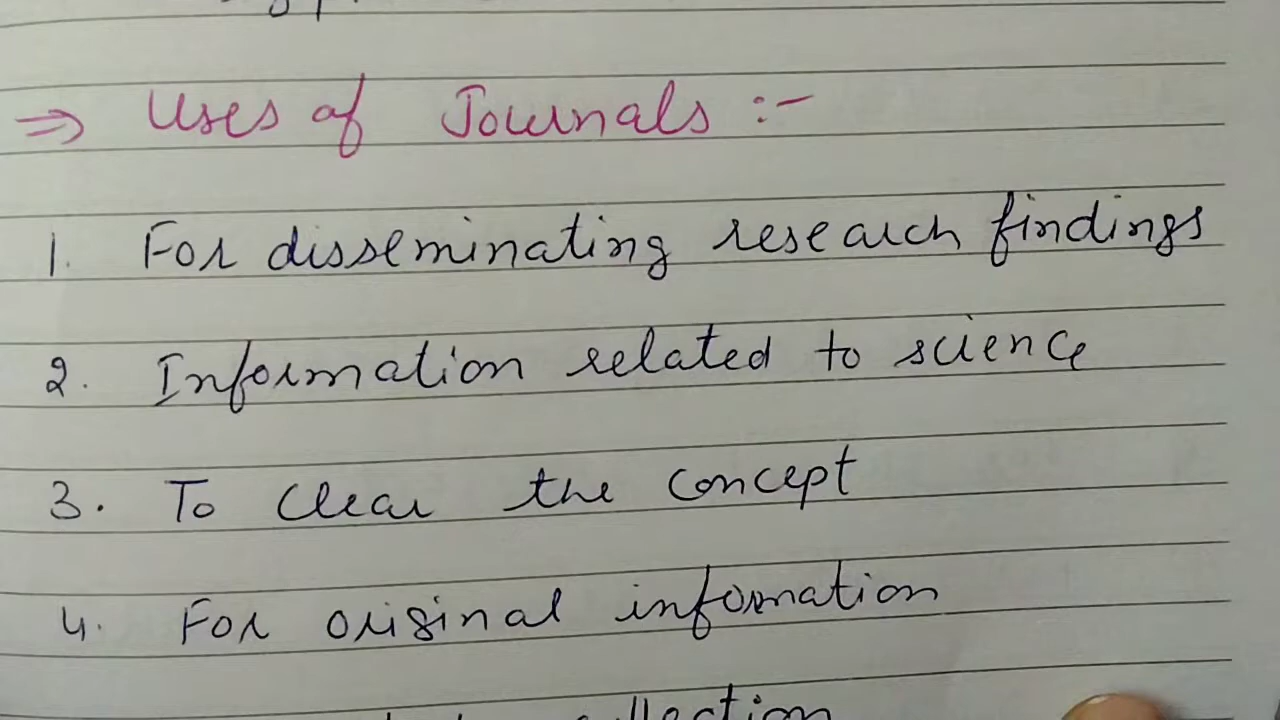 ⇒ Uses of Journals :-
1. For disseminating research findings
2. Information related to science
3. To Clear the concept
4. For original information
collection